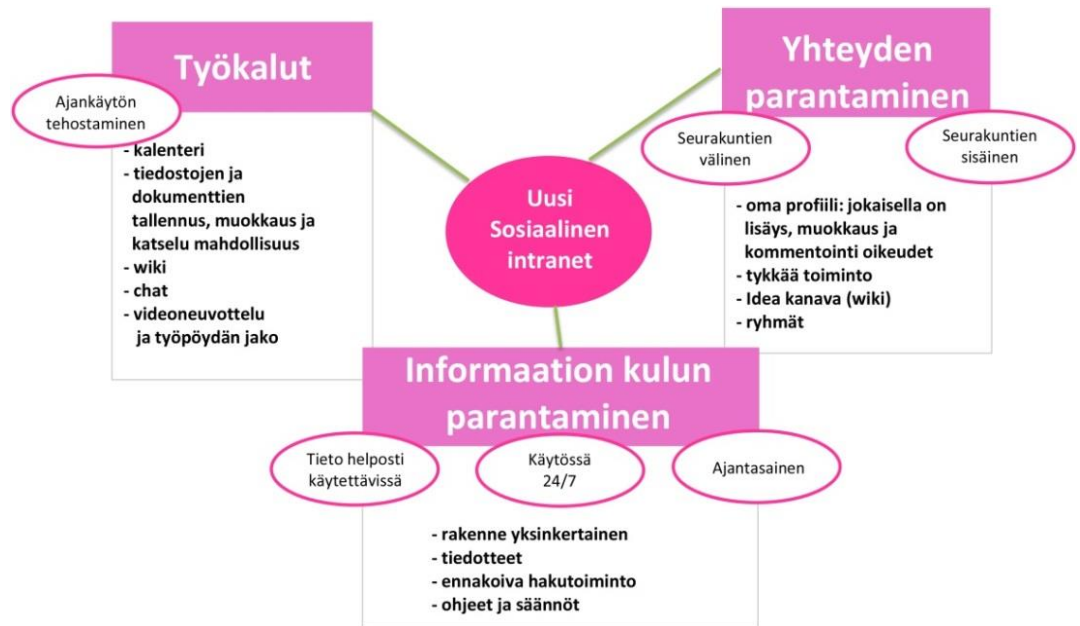 Työkalut
Ajankäytön
tehostaminen
- kalenteri
- tiedostojen ja
dokumenttien
tallennus, muokkaus ja
katselu mahdollisuus
- wiki
- chat
- videoneuvottelu
ja työpöydän jako
Uusi
Sosiaalinen
intranet
Yhteyden
parantaminen
Seurakuntien
välinen
Seurakuntien
sisäinen
- oma profiili: jokaisella on
lisäys, muokkaus ja
kommentointi oikeudet
- tykkää toiminto
- Idea kanava (wiki)
- ryhmät
Informaation kulun
parantaminen
Tieto helposti
käytettävissä
Käytössä
24/7
Ajantasainen
- rakenne yksinkertainen
- tiedotteet
- ennakoiva hakutoiminto
- ohjeet ja säännöt